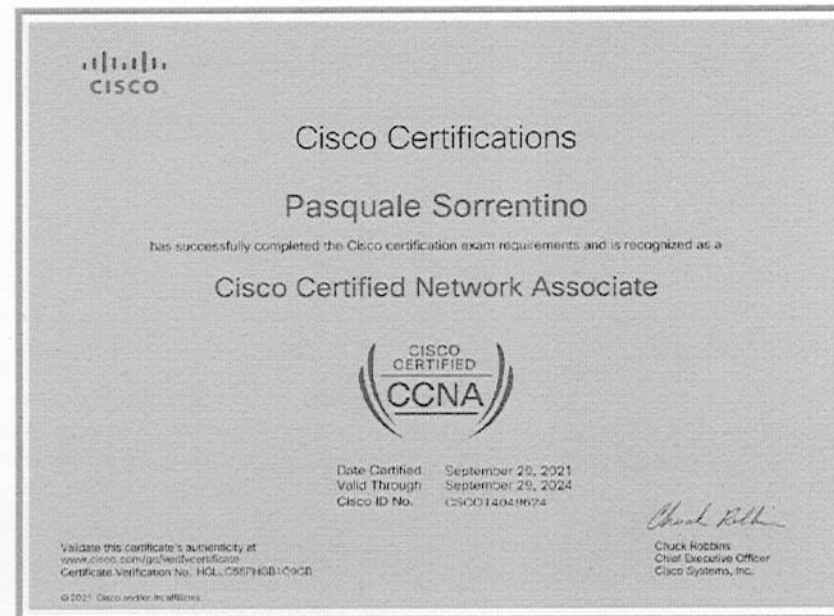 CISCO
Cisco Certifications
Pasquale Sorrentino
has successfully completed the Cisco certification exam requirements and is recognized as a
Cisco Certified Network Associate
CISCO
CERTIFIED
CCNA
Date Certified September 29, 2021
Valid Through September 29, 2024
Cisco ID No. CSCO14049624
Chuck Robbins
Validate this certificate's authenticity at
www.cisco.com/go/verifycertificate
Certificate Verification No.
Chuck Robbins
Chief Executive Officer
Cisco Systems, Inc.
© 2021 Cisco and/or its affiliates